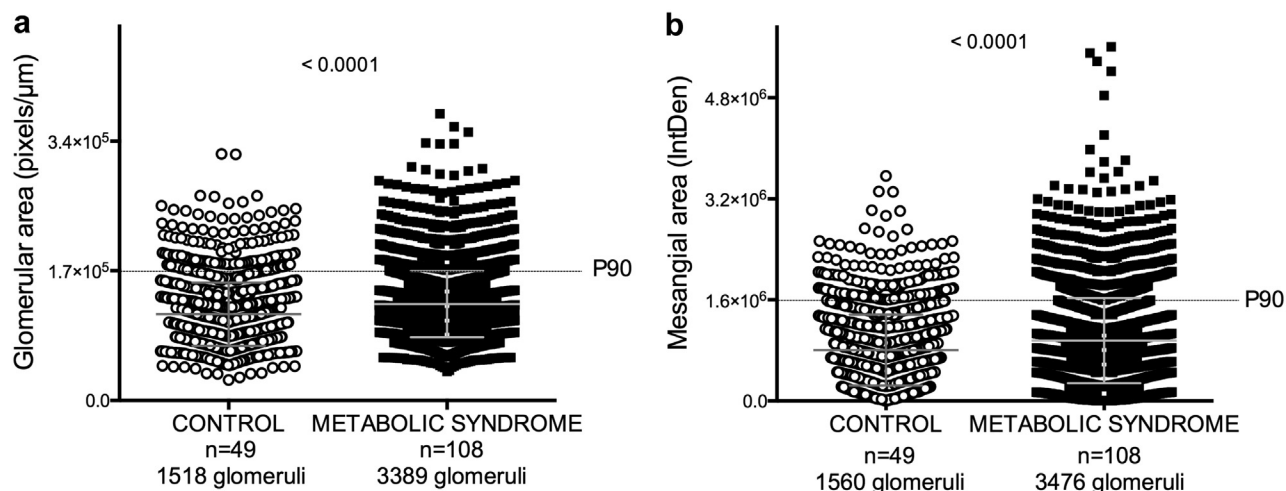 a
Glomerular area (pixels/µm)
< 0.0001
3.4×10⁵
1.7×10⁵
0.0
P90
CONTROL
n=49
1518 glomeruli
METABOLIC SYNDROME
n=108
3389 glomeruli
b
Mesangial area (IntDen)
< 0.0001
4.8×10⁶
3.2×10⁶
1.6×10⁶
0.0
P90
CONTROL
n=49
1560 glomeruli
METABOLIC SYNDROME
n=108
3476 glomeruli